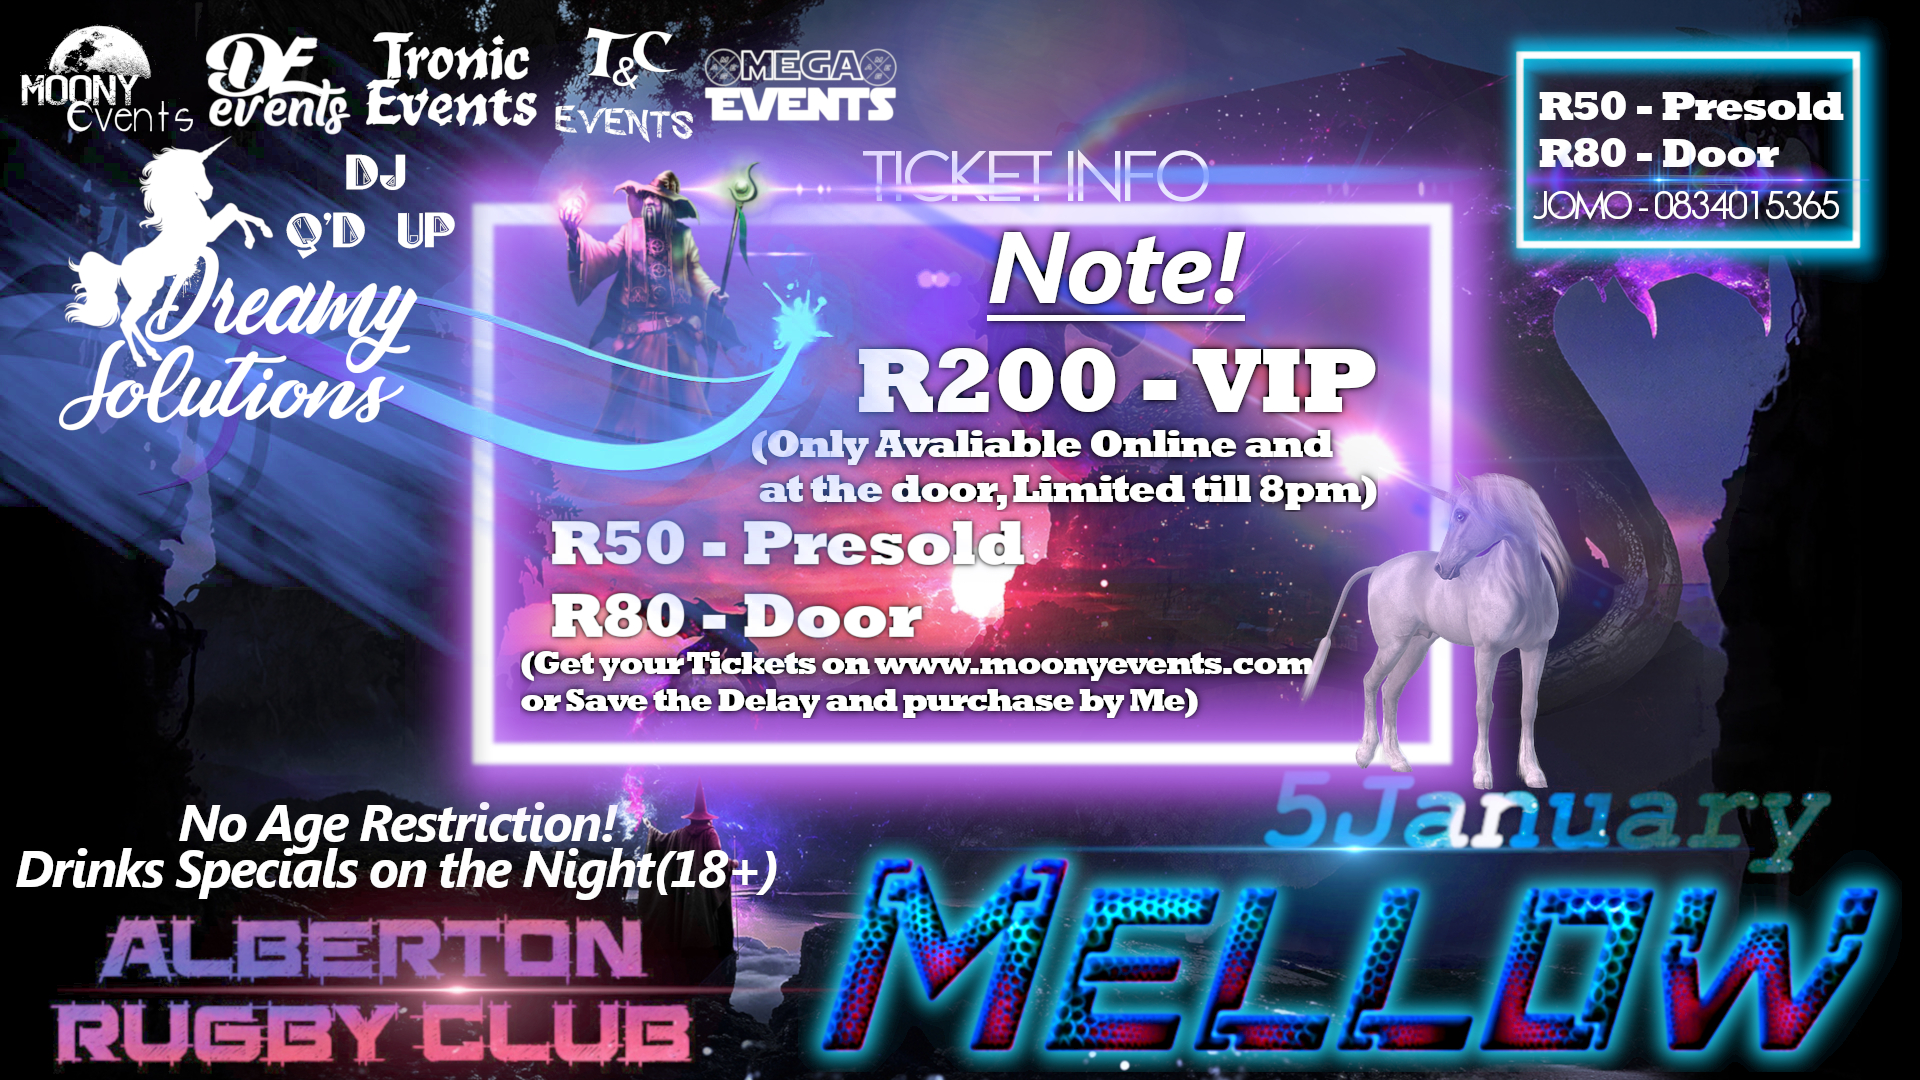 MOONY
Events
DE
events
Tronic
Events
T&C
EVENTS
OMEGA
EVENTS
DJ
Q'D UP
Dreamy
Solutions
TICKET INFO
R50 - Presold
R80 - Door
JOMO - 0834015365
Note!
R200 - VIP
(Only Avaliable Online and
at the door, Limited till 8pm)
R50 - Presold
R80 - Door
(Get your Tickets on www.moonyevents.com
or Save the Delay and purchase by Me)
No Age Restriction!
Drinks Specials on the Night(18+)
ALBERTON
RUGBY CLUB
5January
MELLOW